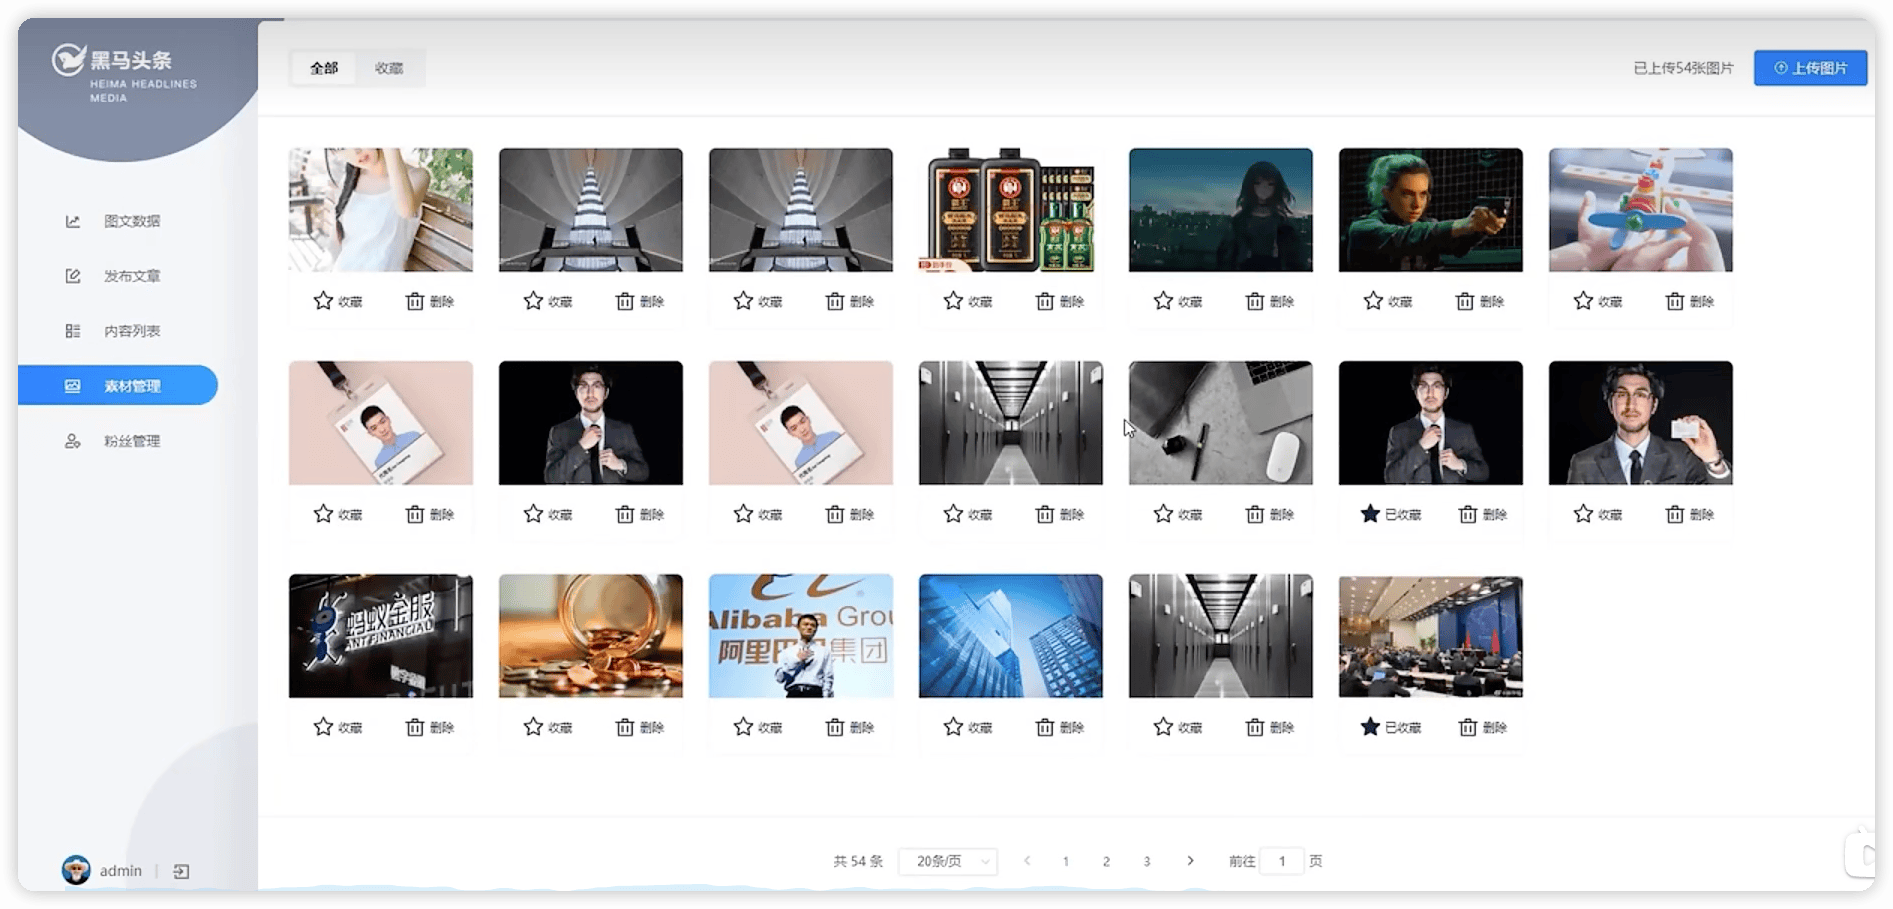 黑马头条
HEIMA HEADLINES
MEDIA
全部 收藏
已上传54张图片
上传图片
图文数据
发布文章
内容列表
素材管理
粉丝管理
收藏 删除 收藏 删除 收藏 删除 收藏 删除 收藏 删除 收藏 删除 收藏 删除
收藏 删除 收藏 删除 收藏 删除 收藏 删除 收藏 删除 已收藏 删除 收藏 删除
蚂蚁金服
ANT FINANCIAL
Alibaba Grou
阿里巴巴集团
收藏 删除 收藏 删除 收藏 删除 收藏 删除 收藏 删除 已收藏 删除
共 54 条 20条/页 1 2 3 前往 1 页
admin